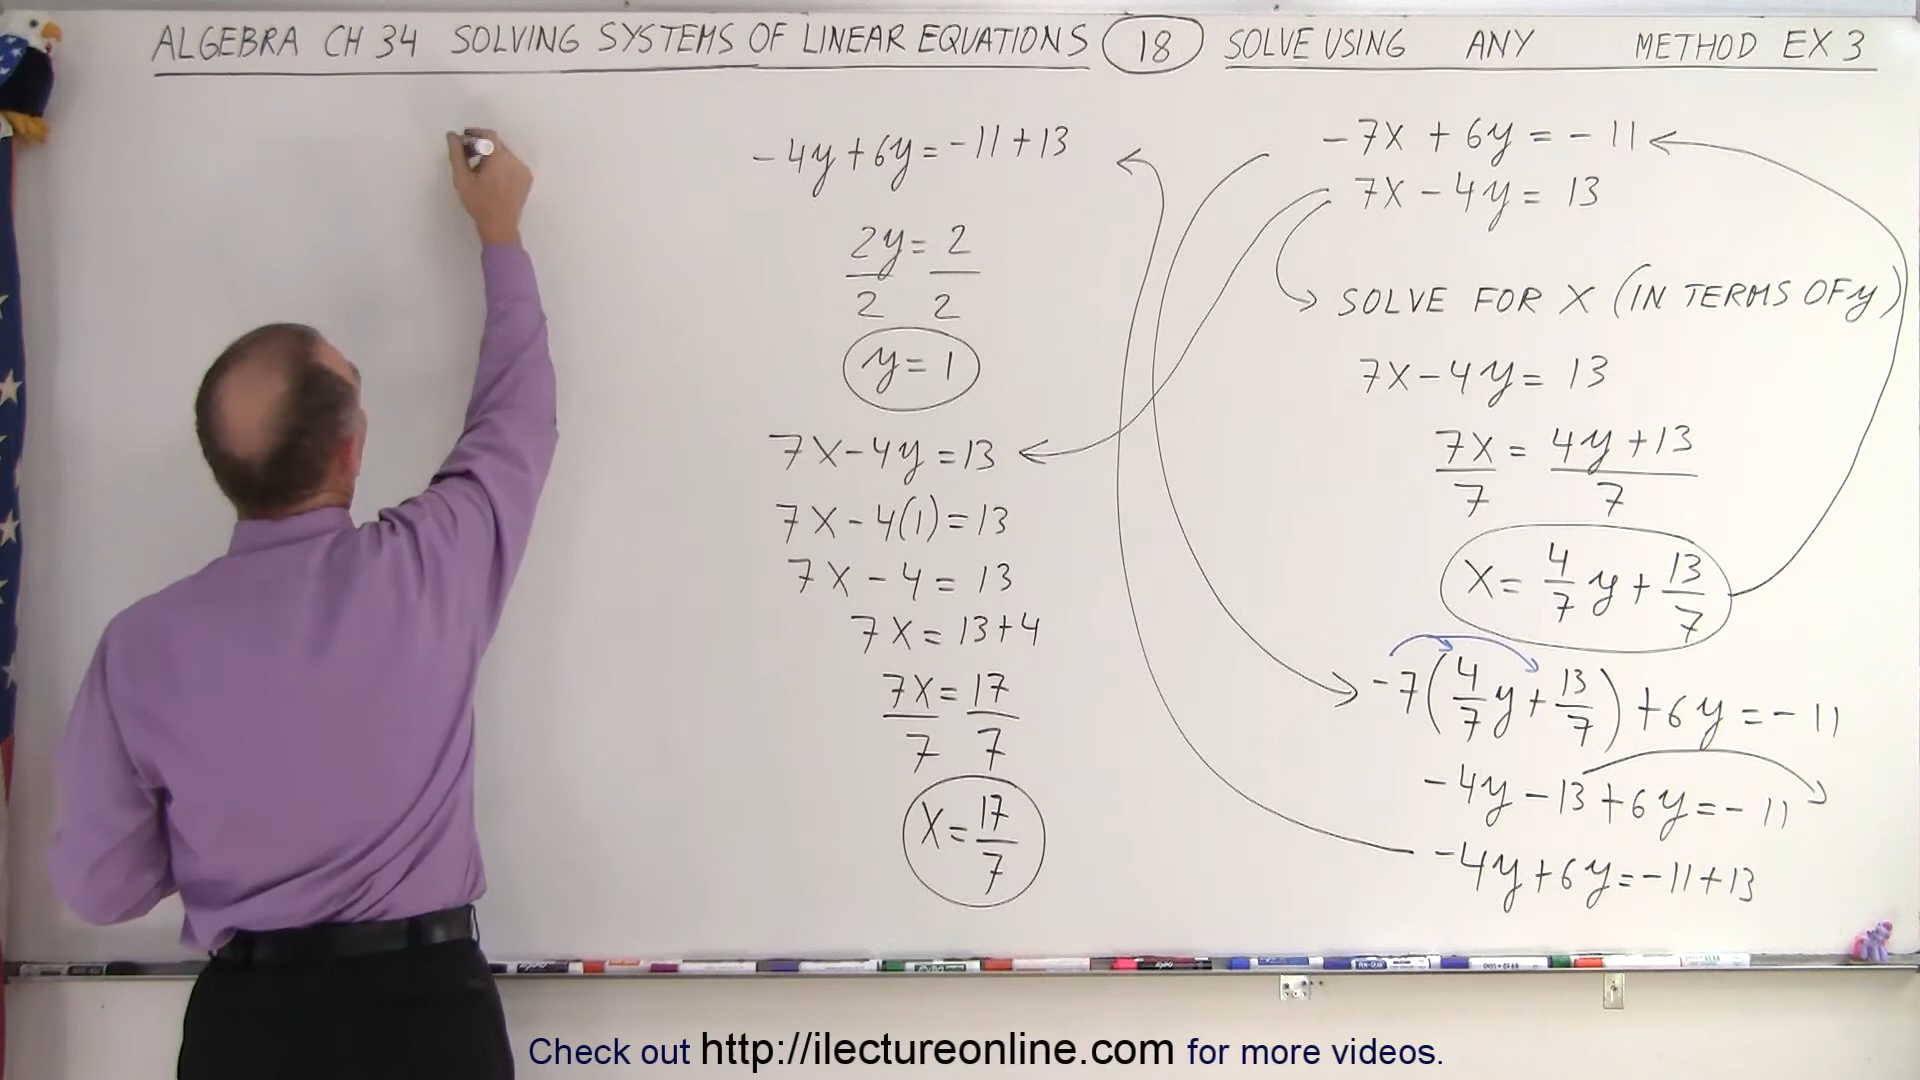 ALGEBRA CH 34 SOLVING SYSTEMS OF LINEAR EQUATIONS 18 SOLVE USING ANY METHOD EX 3
-7X + 6y = -11
7X - 4y = 13
SOLVE FOR X (IN TERMS OF y)
7X - 4y = 13
7X/7 = (4y + 13)/7
X = 4/7 y + 13/7
-7(4/7 y + 13/7) + 6y = -11
-4y - 13 + 6y = -11
-4y + 6y = -11 + 13
-4y + 6y = -11 + 13
2y/2 = 2/2
y = 1
7X - 4y = 13
7X - 4(1) = 13
7X - 4 = 13
7X = 13 + 4
7X/7 = 17/7
X = 17/7
Check out http://ilectureonline.com for more videos.